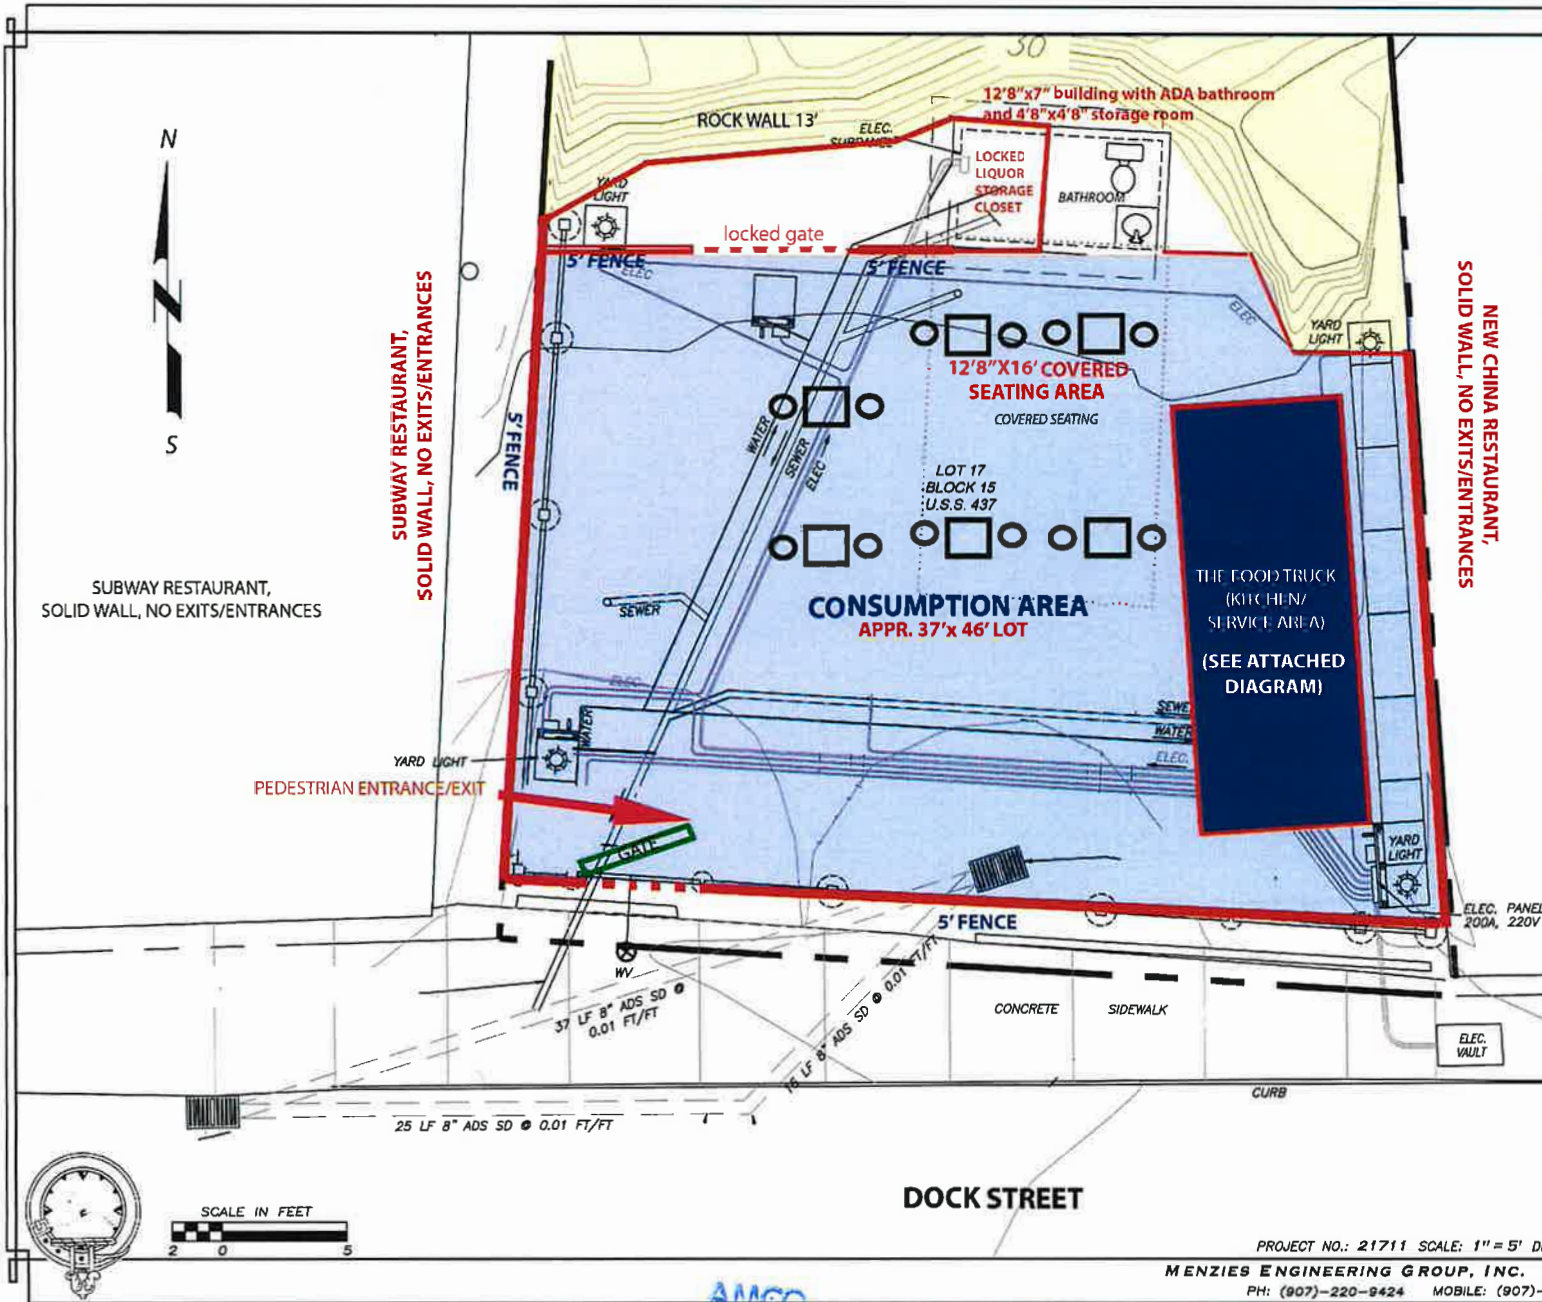 30
12'8"x7" building with ADA bathroom
and 4'8"x4'8" storage room
ROCK WALL 13'
ELEC.
SUBPANEL
N
S
YARD
LIGHT
LOCKED
LIQUOR
STORAGE
CLOSET
BATHROOM
locked gate
5' FENCE
ELEC
5' FENCE
ELEC
YARD
LIGHT
SUBWAY RESTAURANT,
SOLID WALL, NO EXITS/ENTRANCES
NEW CHINA RESTAURANT,
SOLID WALL, NO EXITS/ENTRANCES
12'8"X16' COVERED
SEATING AREA
COVERED SEATING
5' FENCE
WATER
SEWER
ELEC
LOT 17
BLOCK 15
U.S.S. 437
SUBWAY RESTAURANT,
SOLID WALL, NO EXITS/ENTRANCES
THE FOOD TRUCK
(KITCHEN/
SERVICE AREA)
(SEE ATTACHED
DIAGRAM)
SEWER
CONSUMPTION AREA
APPR. 37'x 46' LOT
ELEC
WATER
SEWER
WATER
ELEC.
YARD LIGHT
PEDESTRIAN ENTRANCE/EXIT
GATE
YARD
LIGHT
5' FENCE
ELEC. PANEL
200A, 220V
WV
37 LF 8" ADS SD @
0.01 FT/FT
16 LF 8" ADS SD @ 0.01 FT/FT
CONCRETE SIDEWALK
ELEC.
VAULT
CURB
25 LF 8" ADS SD @ 0.01 FT/FT
DOCK STREET
SCALE IN FEET
2 0 5
PROJECT NO.: 21711 SCALE: 1"= 5'
MENZIES ENGINEERING GROUP, INC.
PH: (907)-220-9424 MOBILE: (907)-
AMCO